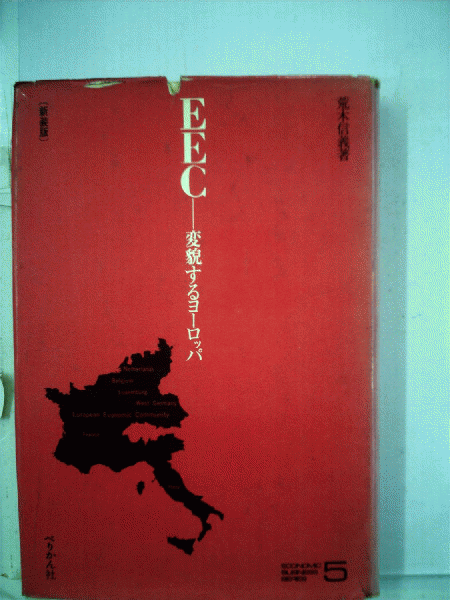 荒木信義著
EEC——変貌するヨーロッパ
[新装版]
Netherlands
Belgium
Luxemburg
West Germany
European Economic Community
France
ぺりかん社
ECONOMIC
BUSINESS
SERIES
5